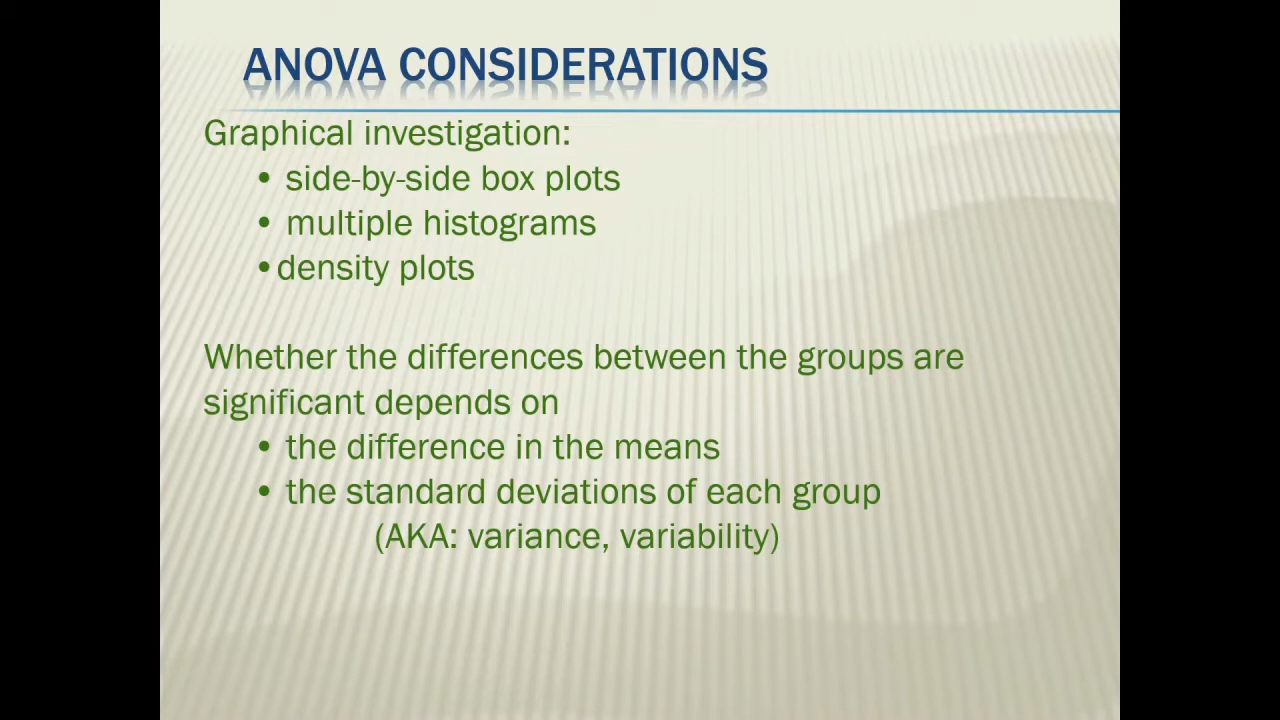 ANOVA CONSIDERATIONS
Graphical investigation:
• side-by-side box plots
• multiple histograms
•density plots
Whether the differences between the groups are
significant depends on
• the difference in the means
• the standard deviations of each group
(AKA: variance, variability)